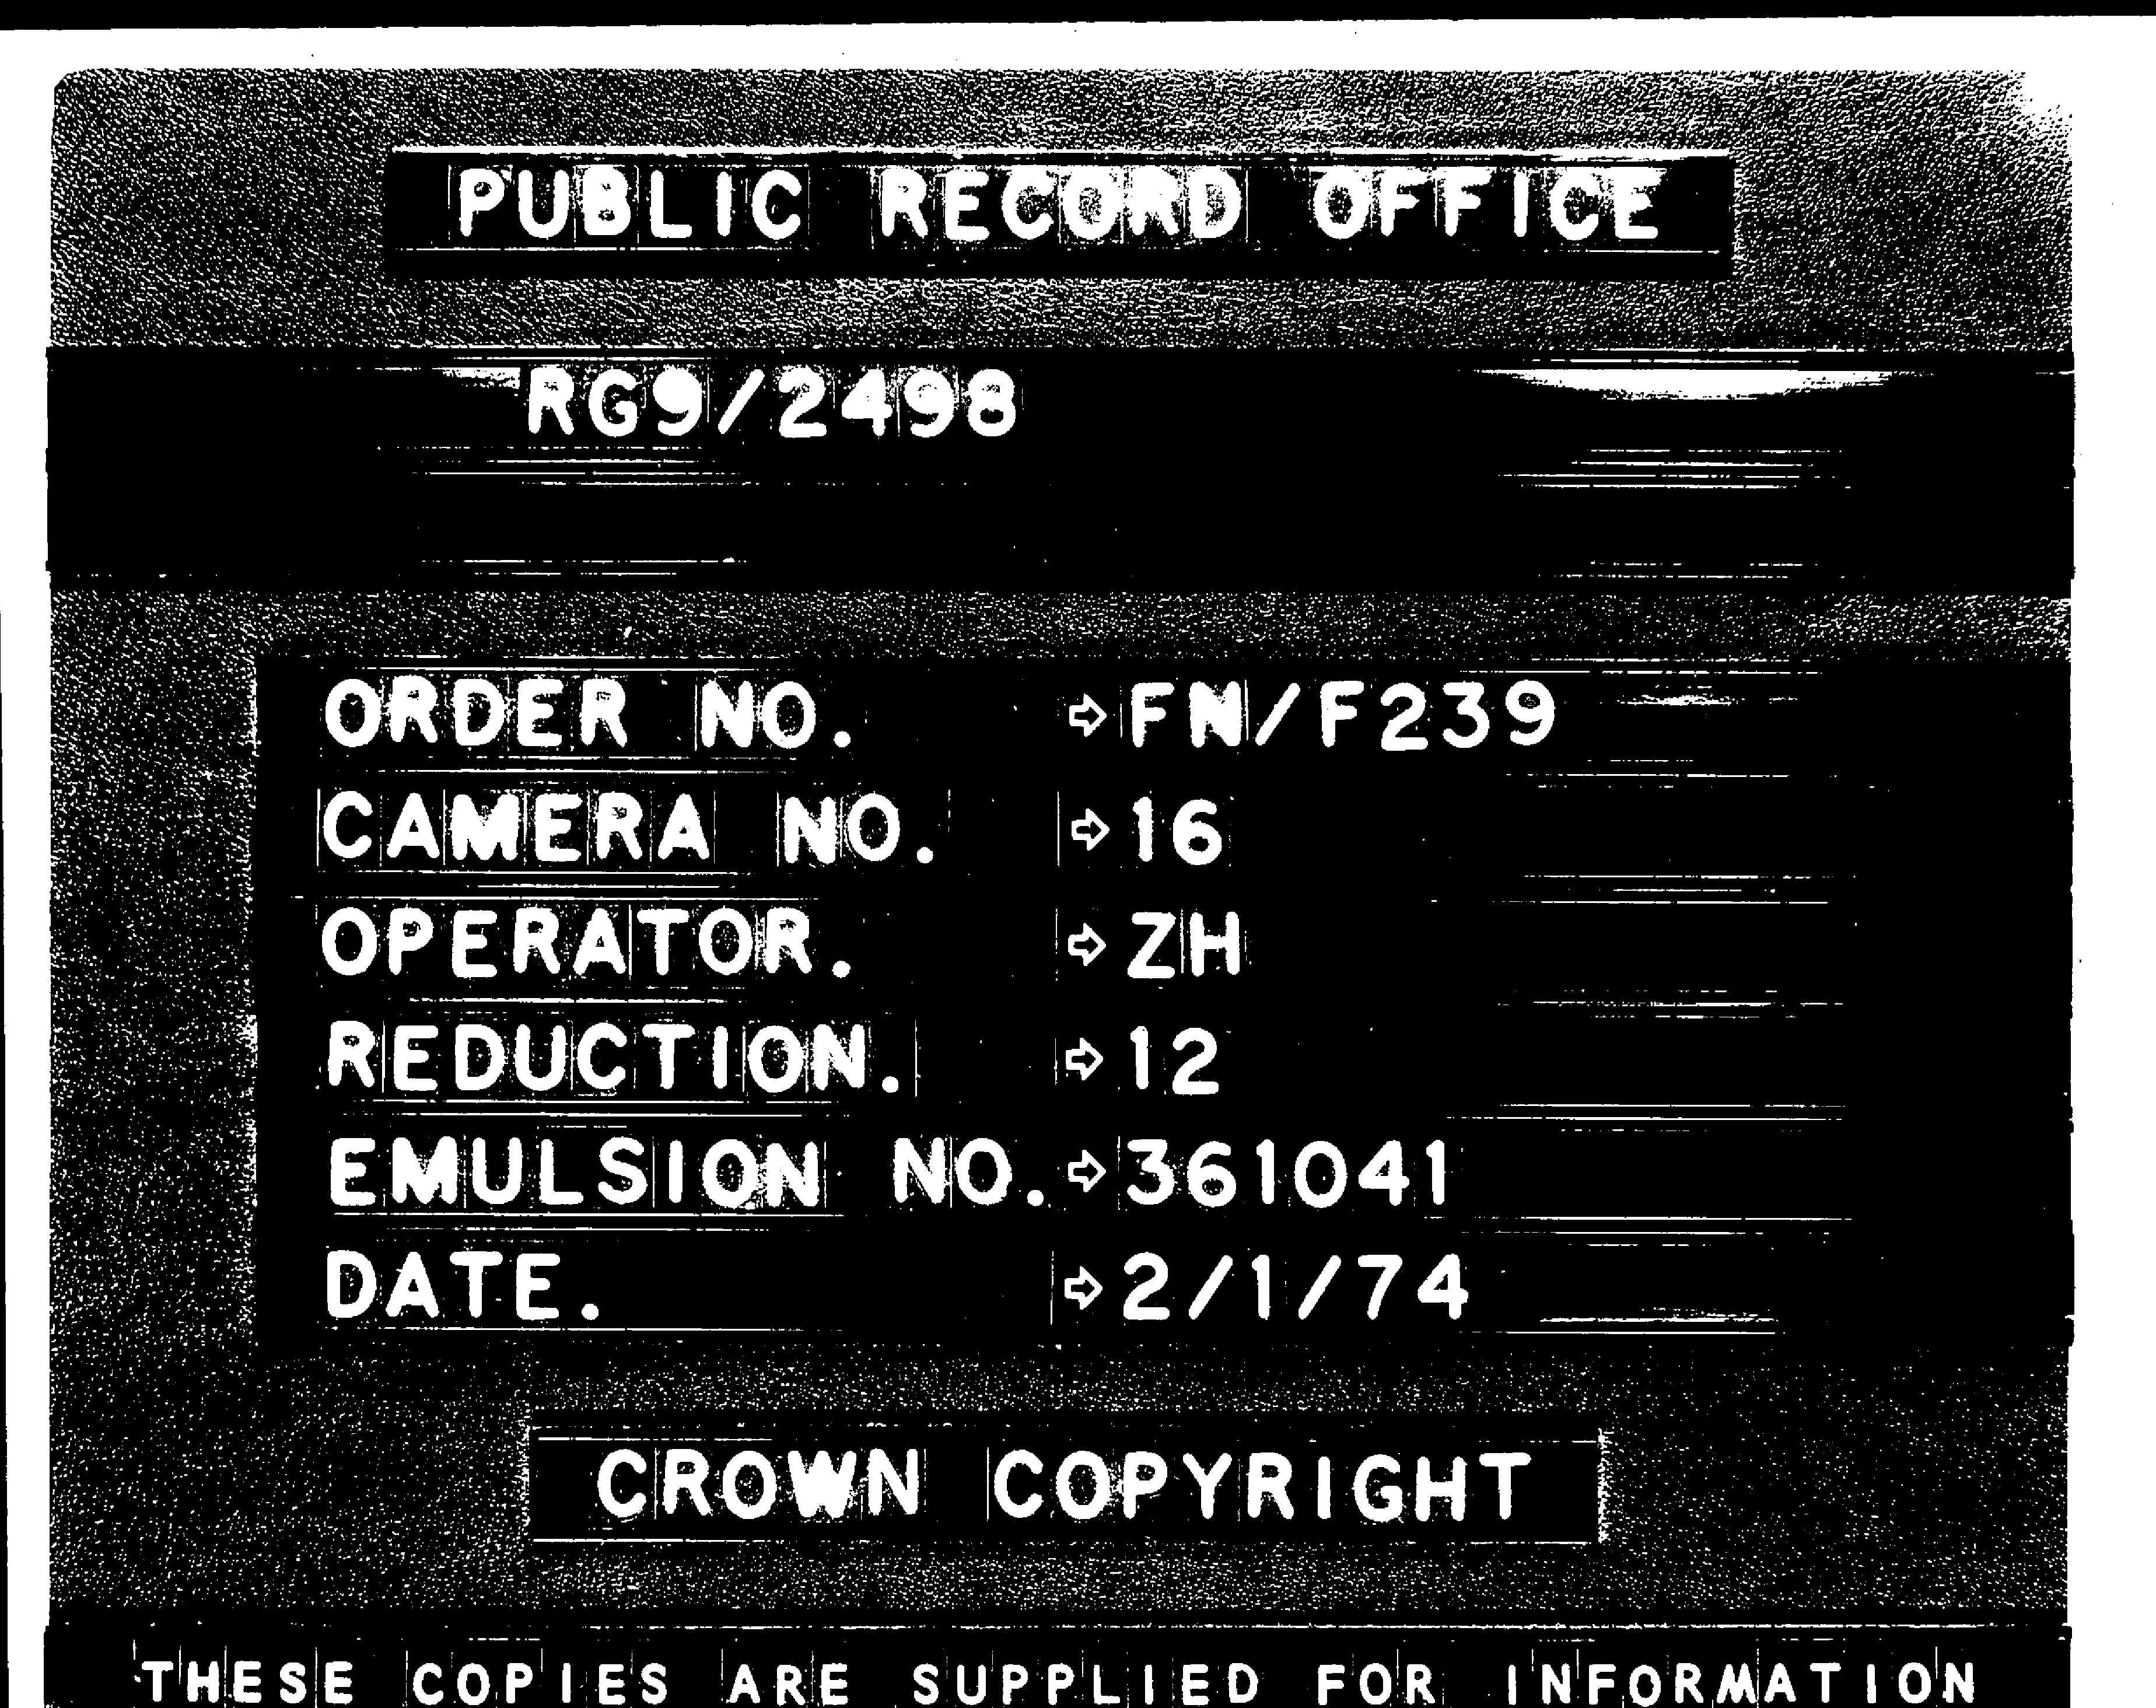 PUBLIC RECORD OFFICE
RG9/2498
ORDER NO. ⇨FN/F239
CAMERA NO. ⇨16
OPERATOR. ⇨ZH
REDUCTION. ⇨12
EMULSION NO.⇨361041
DATE. ⇨2/1/74
CROWN COPYRIGHT
THESE COPIES ARE SUPPLIED FOR INFORMATION